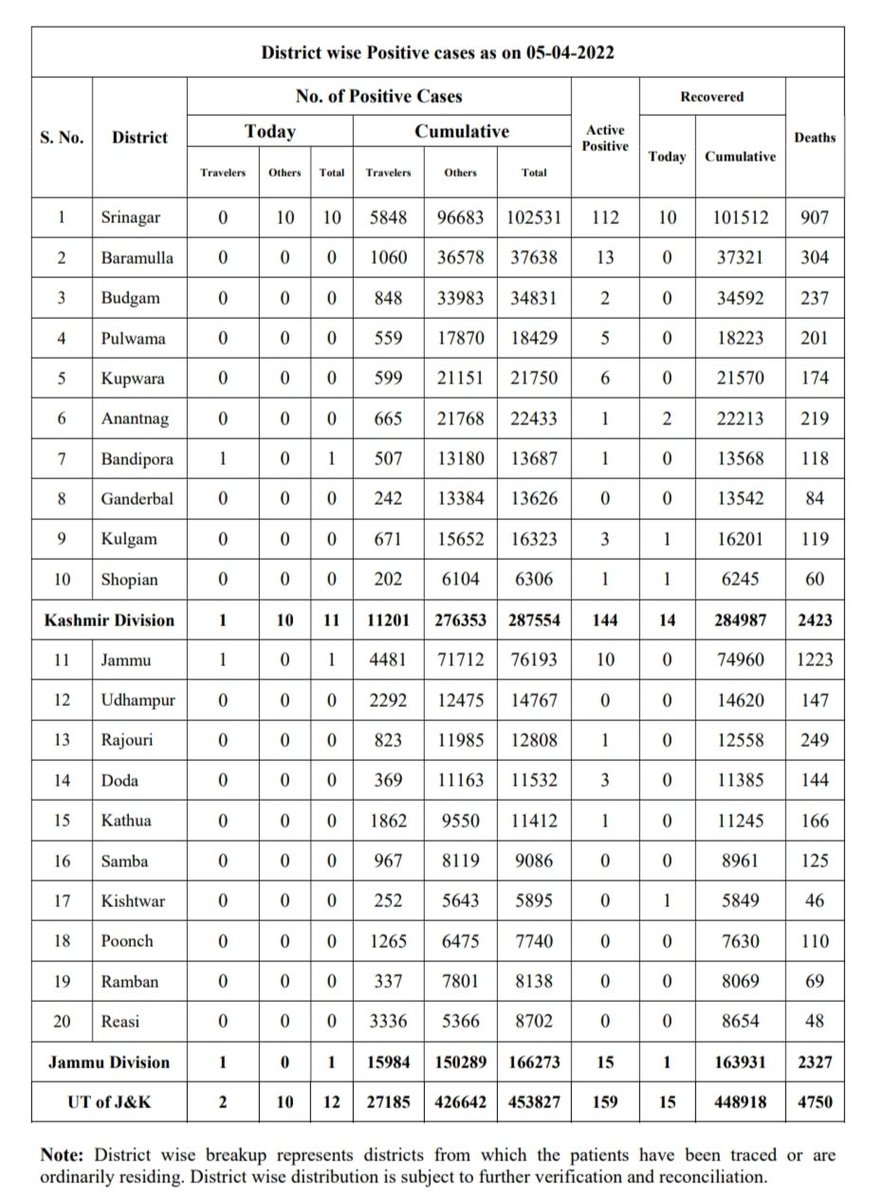 District wise Positive cases as on 05-04-2022
S. No. District No. of Positive Cases Active Positive Recovered Deaths
Today Cumulative Today Cumulative
Travelers Others Total Travelers Others Total
1 Srinagar 0 10 10 5848 96683 102531 112 10 101512 907
2 Baramulla 0 0 0 1060 36578 37638 13 0 37321 304
3 Budgam 0 0 0 848 33983 34831 2 0 34592 237
4 Pulwama 0 0 0 559 17870 18429 5 0 18223 201
5 Kupwara 0 0 0 599 21151 21750 6 0 21570 174
6 Anantnag 0 0 0 665 21768 22433 1 2 22213 219
7 Bandipora 1 0 1 507 13180 13687 1 0 13568 118
8 Ganderbal 0 0 0 242 13384 13626 0 0 13542 84
9 Kulgam 0 0 0 671 15652 16323 3 1 16201 119
10 Shopian 0 0 0 202 6104 6306 1 1 6245 60
Kashmir Division 1 10 11 11201 276353 287554 144 14 284987 2423
11 Jammu 1 0 1 4481 71712 76193 10 0 74960 1223
12 Udhampur 0 0 0 2292 12475 14767 0 0 14620 147
13 Rajouri 0 0 0 823 11985 12808 1 0 12558 249
14 Doda 0 0 0 369 11163 11532 3 0 11385 144
15 Kathua 0 0 0 1862 9550 11412 1 0 11245 166
16 Samba 0 0 0 967 8119 9086 0 0 8961 125
17 Kishtwar 0 0 0 252 5643 5895 0 1 5849 46
18 Poonch 0 0 0 1265 6475 7740 0 0 7630 110
19 Ramban 0 0 0 337 7801 8138 0 0 8069 69
20 Reasi 0 0 0 3336 5366 8702 0 0 8654 48
Jammu Division 1 0 1 15984 150289 166273 15 1 163931 2327
UT of J&K 2 10 12 27185 426642 453827 159 15 448918 4750
Note: District wise breakup represents districts from which the patients have been traced or are
ordinarily residing. District wise distribution is subject to further verification and reconciliation.